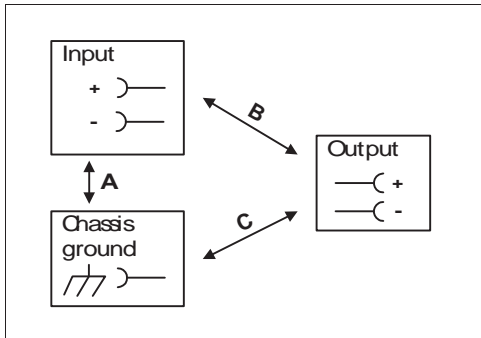 Input
+
-
B
A
Output
+
-
C
Chassis
ground